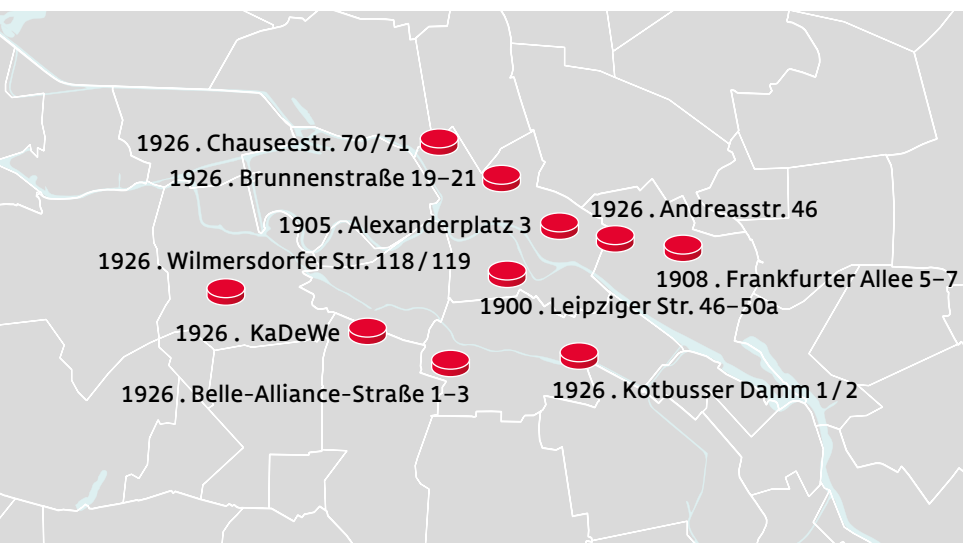 1926 . Chauseestr. 70/71
1926 . Brunnenstraße 19–21
1926 . Andreasstr. 46
1905 . Alexanderplatz 3
1926 . Wilmersdorfer Str. 118/119
1908 . Frankfurter Allee 5–7
1900 . Leipziger Str. 46–50a
1926 . KaDeWe
1926 . Belle-Alliance-Straße 1–3
1926 . Kotbusser Damm 1/2